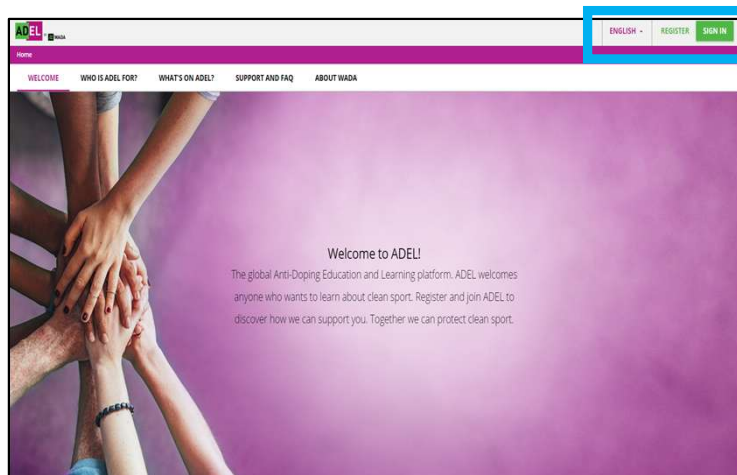 ADEL by WADA
ENGLISH REGISTER SIGN IN
Home
WELCOME WHO IS ADEL FOR? WHAT'S ON ADEL? SUPPORT AND FAQ ABOUT WADA
Welcome to ADEL!
The global Anti-Doping Education and Learning platform. ADEL welcomes
anyone who wants to learn about clean sport. Register and join ADEL to
discover how we can support you. Together we can protect clean sport.